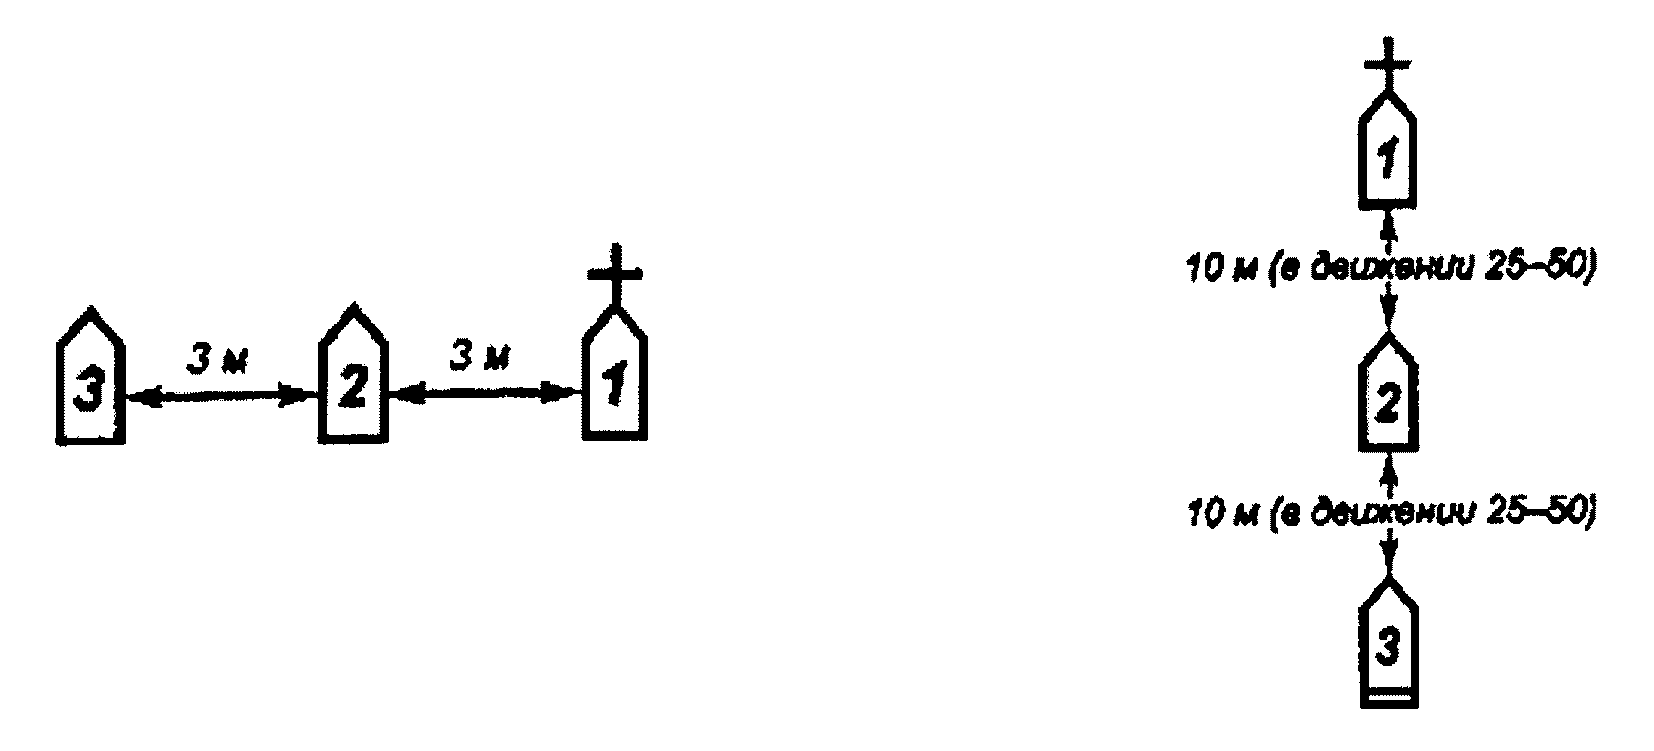 3 3 м 2 3 м 1
1
10 м (в движении 25–50)
2
10 м (в движении 25–50)
3